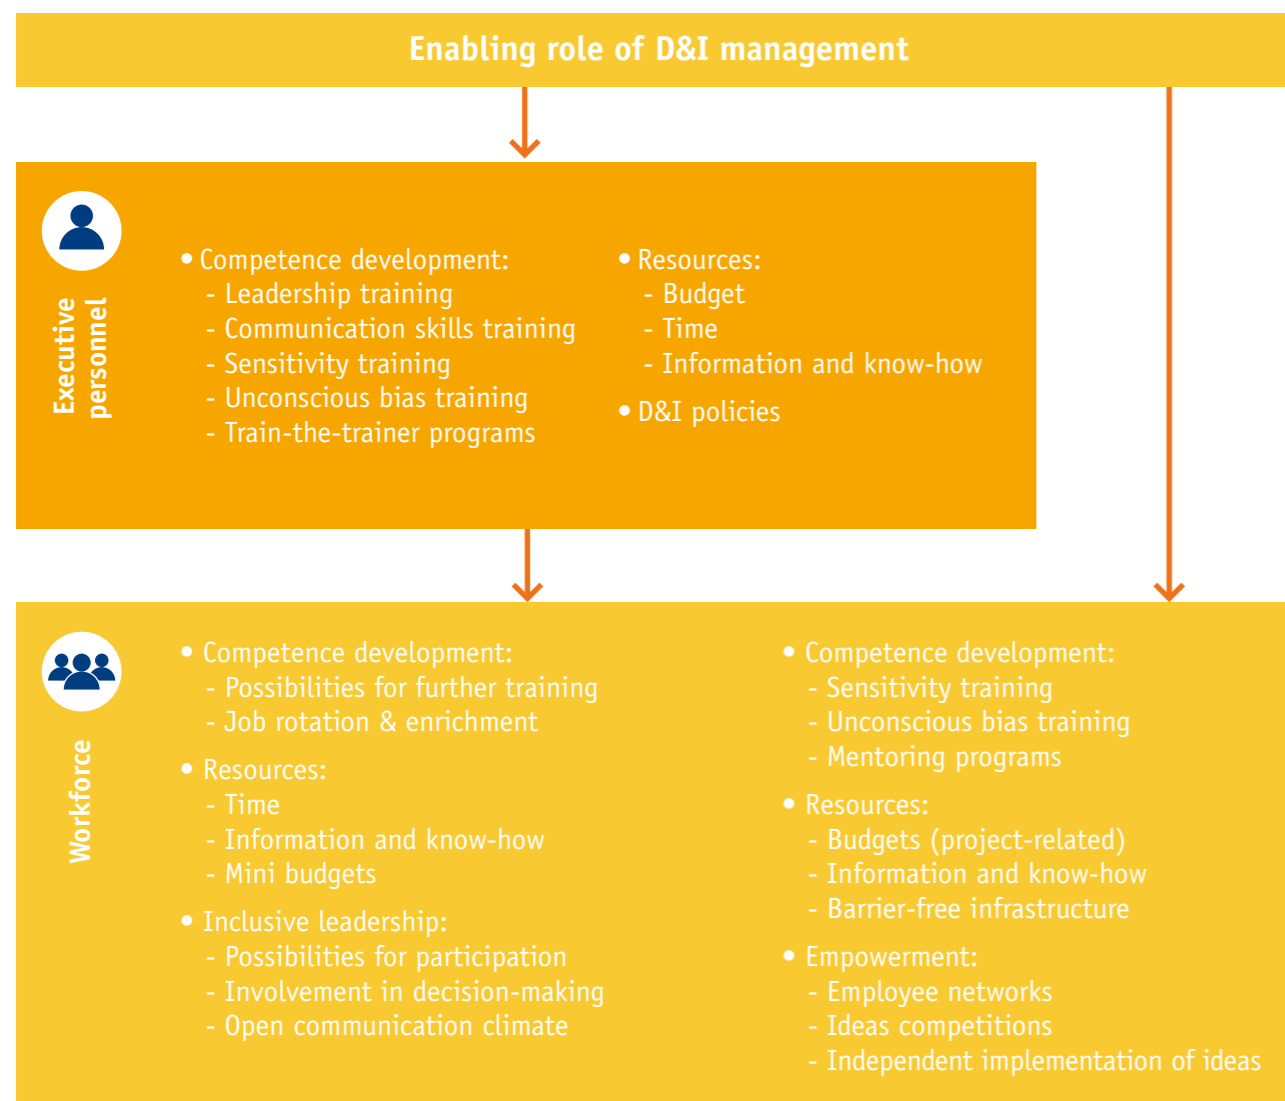 Enabling role of D&I management
Executive
personnel
• Competence development:
- Leadership training
- Communication skills training
- Sensitivity training
- Unconscious bias training
- Train-the-trainer programs
• Resources:
- Budget
- Time
- Information and know-how
• D&I policies
Workforce
• Competence development:
- Possibilities for further training
- Job rotation & enrichment
• Resources:
- Time
- Information and know-how
- Mini budgets
• Inclusive leadership:
- Possibilities for participation
- Involvement in decision-making
- Open communication climate
• Competence development:
- Sensitivity training
- Unconscious bias training
- Mentoring programs
• Resources:
- Budgets (project-related)
- Information and know-how
- Barrier-free infrastructure
• Empowerment:
- Employee networks
- Ideas competitions
- Independent implementation of ideas